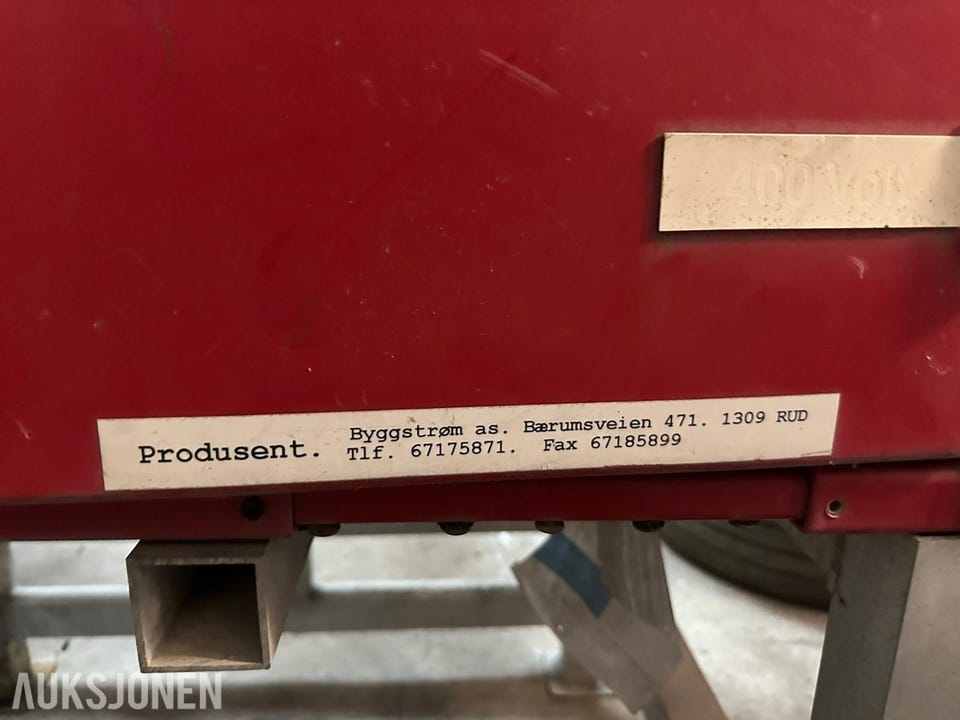 400 Volt
Produsent. Byggstrøm as. Bærumsveien 471. 1309 RUD
Tlf. 67175871. Fax 67185899
AUKSJONEN